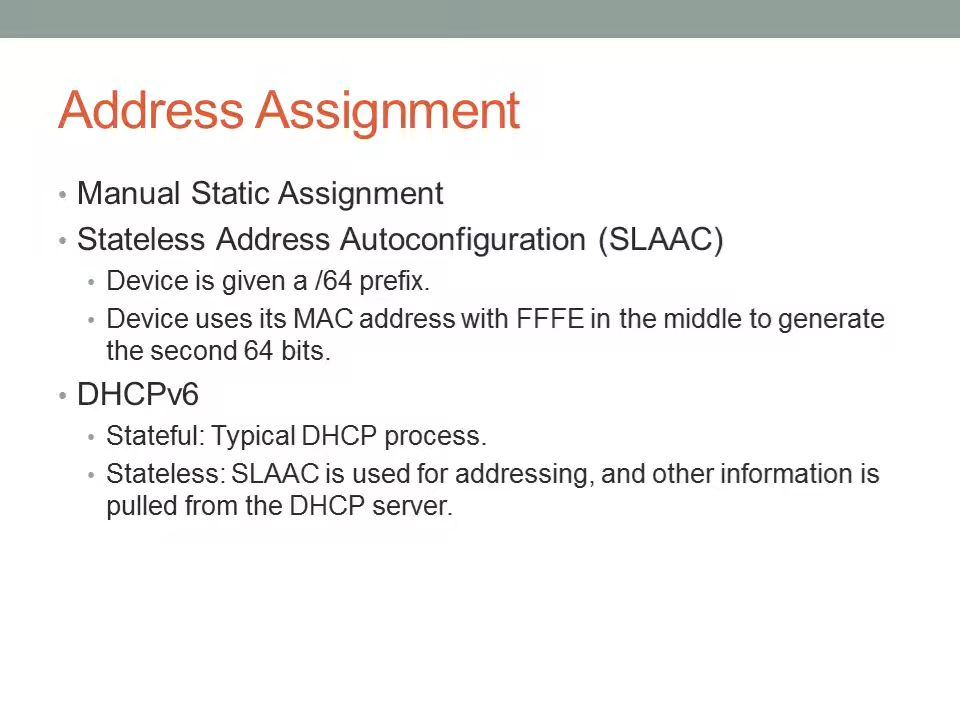 Address Assignment
• Manual Static Assignment
• Stateless Address Autoconfiguration (SLAAC)
• Device is given a /64 prefix.
• Device uses its MAC address with FFFE in the middle to generate
the second 64 bits.
• DHCPv6
• Stateful: Typical DHCP process.
• Stateless: SLAAC is used for addressing, and other information is
pulled from the DHCP server.